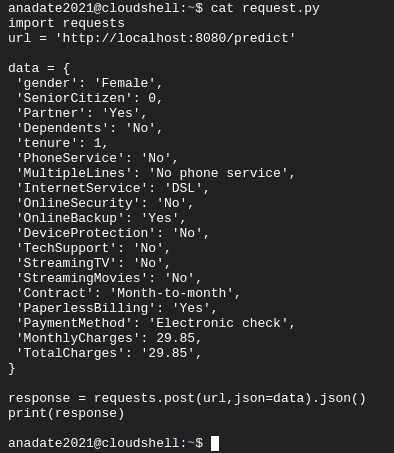 anadate2021@cloudshell:~$ cat request.py
import requests
url = 'http://localhost:8080/predict'

data = {
 'gender': 'Female',
 'SeniorCitizen': 0,
 'Partner': 'Yes',
 'Dependents': 'No',
 'tenure': 1,
 'PhoneService': 'No',
 'MultipleLines': 'No phone service',
 'InternetService': 'DSL',
 'OnlineSecurity': 'No',
 'OnlineBackup': 'Yes',
 'DeviceProtection': 'No',
 'TechSupport': 'No',
 'StreamingTV': 'No',
 'StreamingMovies': 'No',
 'Contract': 'Month-to-month',
 'PaperlessBilling': 'Yes',
 'PaymentMethod': 'Electronic check',
 'MonthlyCharges': 29.85,
 'TotalCharges': '29.85',
}

response = requests.post(url,json=data).json()
print(response)

anadate2021@cloudshell:~$